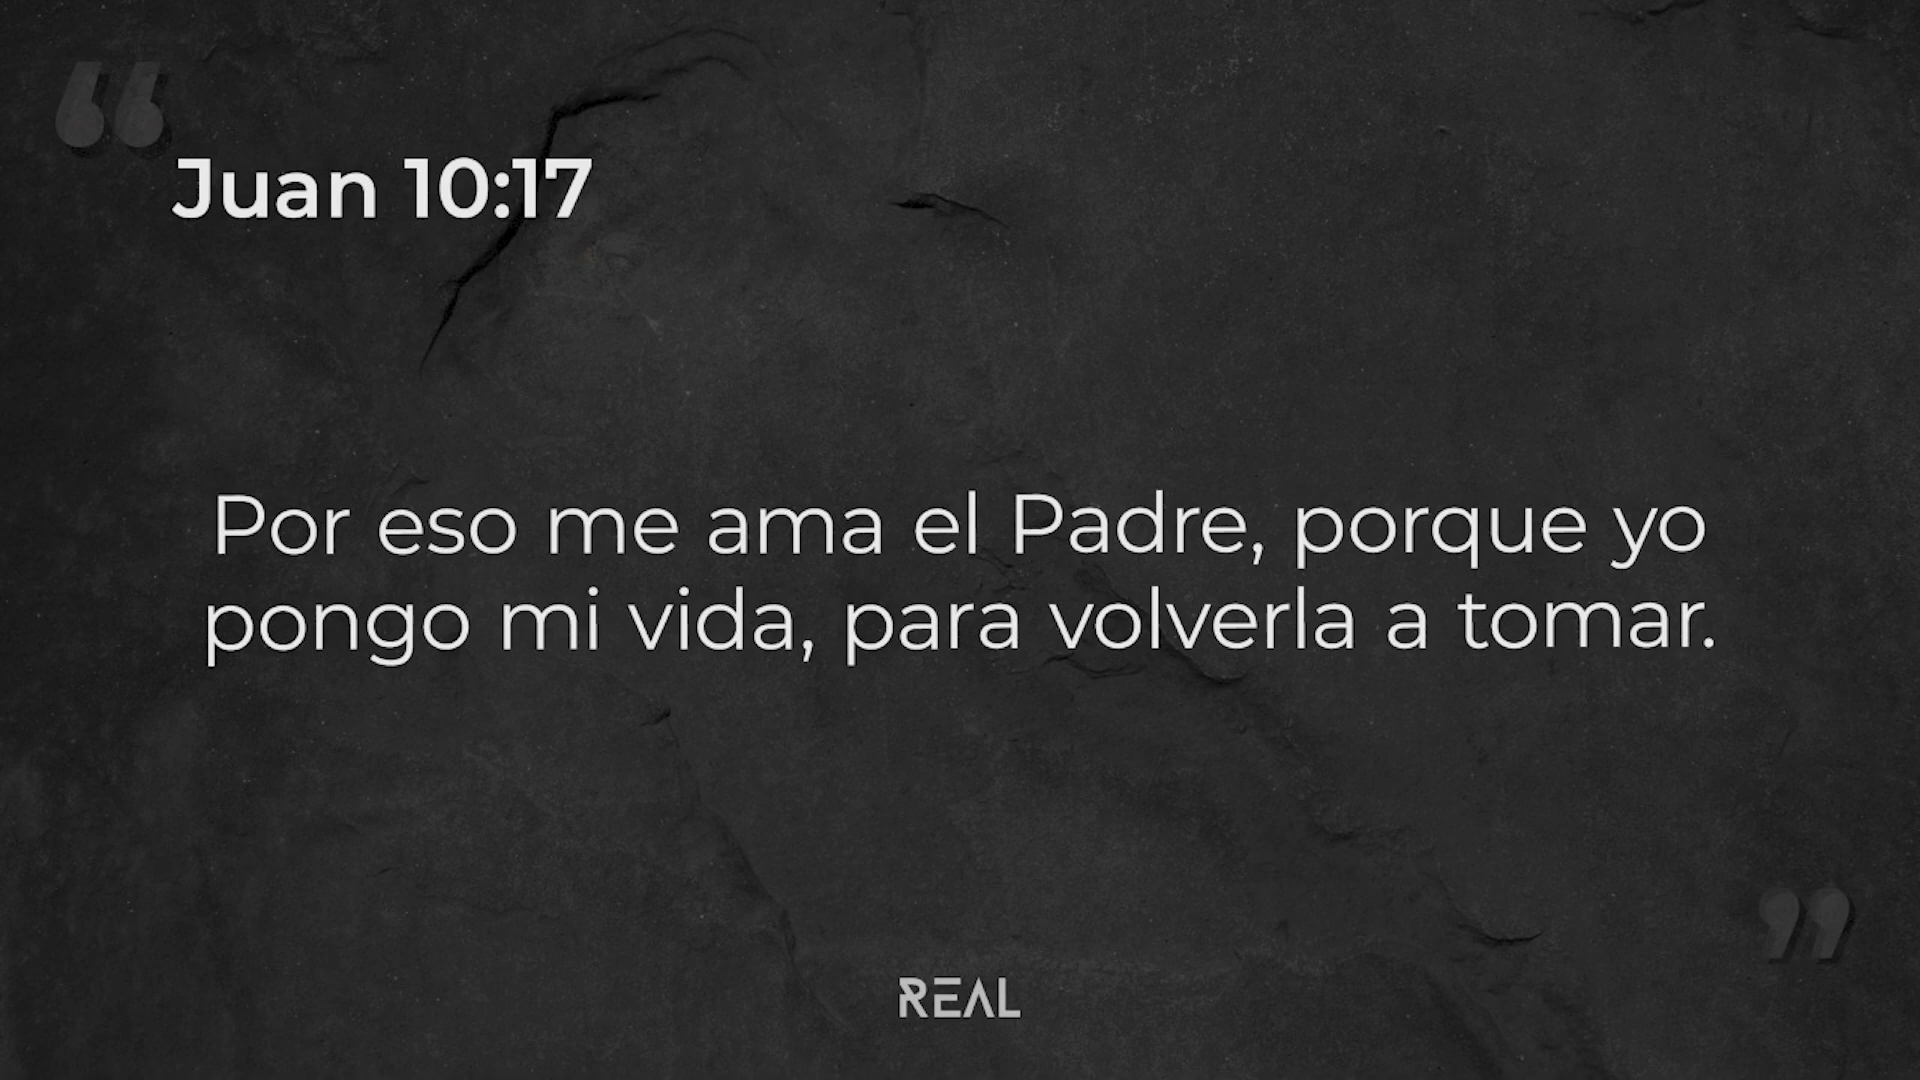 Juan 10:17
Por eso me ama el Padre, porque yo
pongo mi vida, para volverla a tomar.
REAL